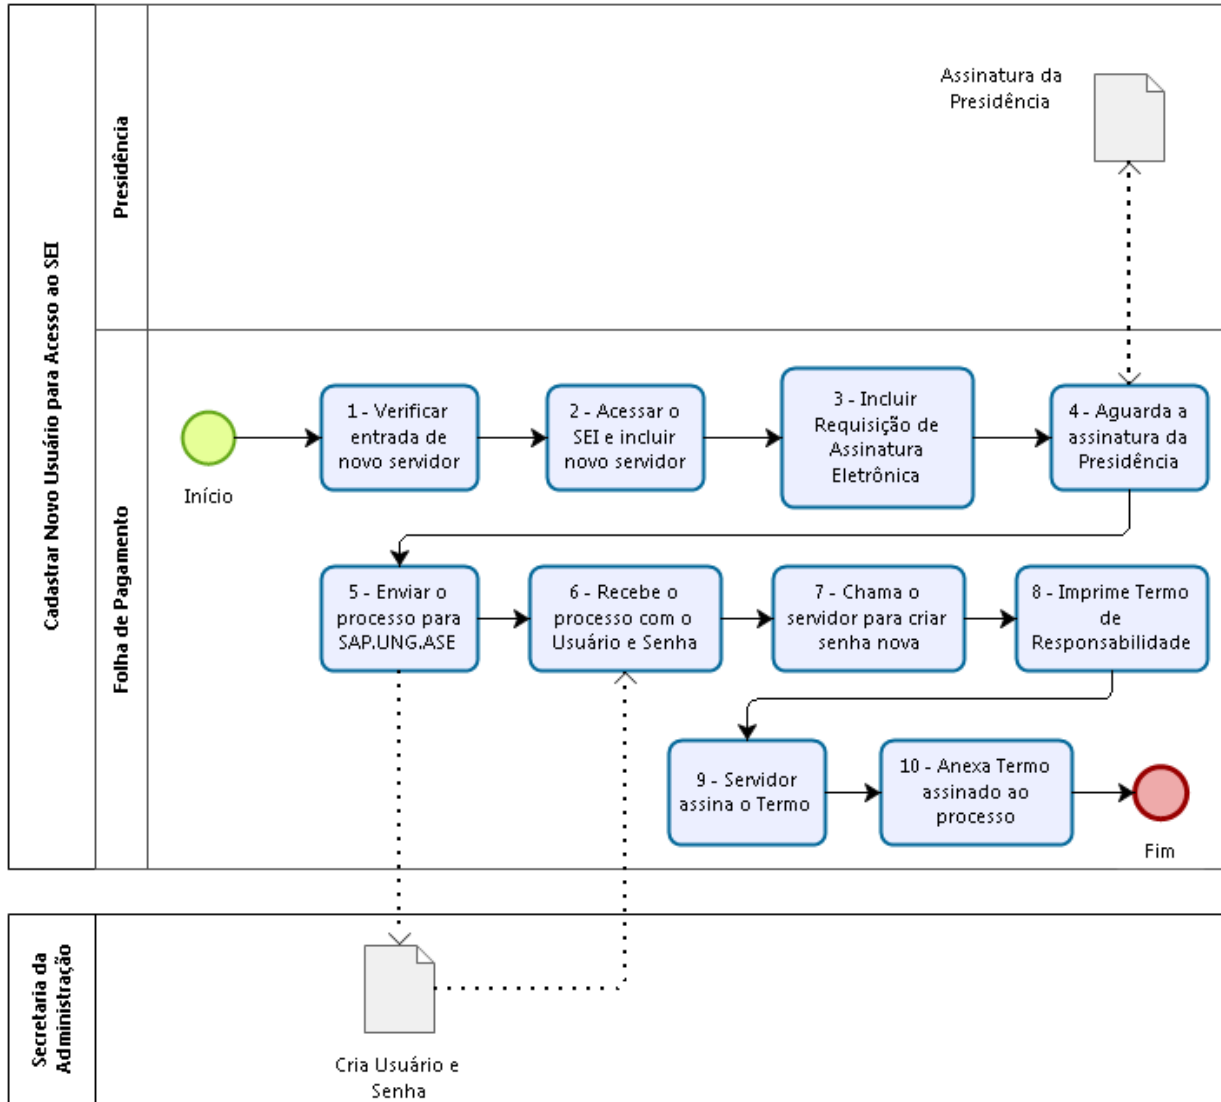 Cadastrar Novo Usuário para Acesso ao SEI
Presidência
Assinatura da
Presidência
Folha de Pagamento
Início
1 - Verificar
entrada de
novo servidor
2 - Acessar o
SEI e incluir
novo servidor
3 - Incluir
Requisição de
Assinatura
Eletrônica
4 - Aguarda a
assinatura da
Presidência
5 - Enviar o
processo para
SAP.UNG.ASE
6 - Recebe o
processo com o
Usuário e Senha
7 - Chama o
servidor para criar
senha nova
8 - Imprime Termo
de
Responsabilidade
9 - Servidor
assina o Termo
10 - Anexa Termo
assinado ao
processo
Fim
Secretaria da
Administração
Cria Usuário e
Senha